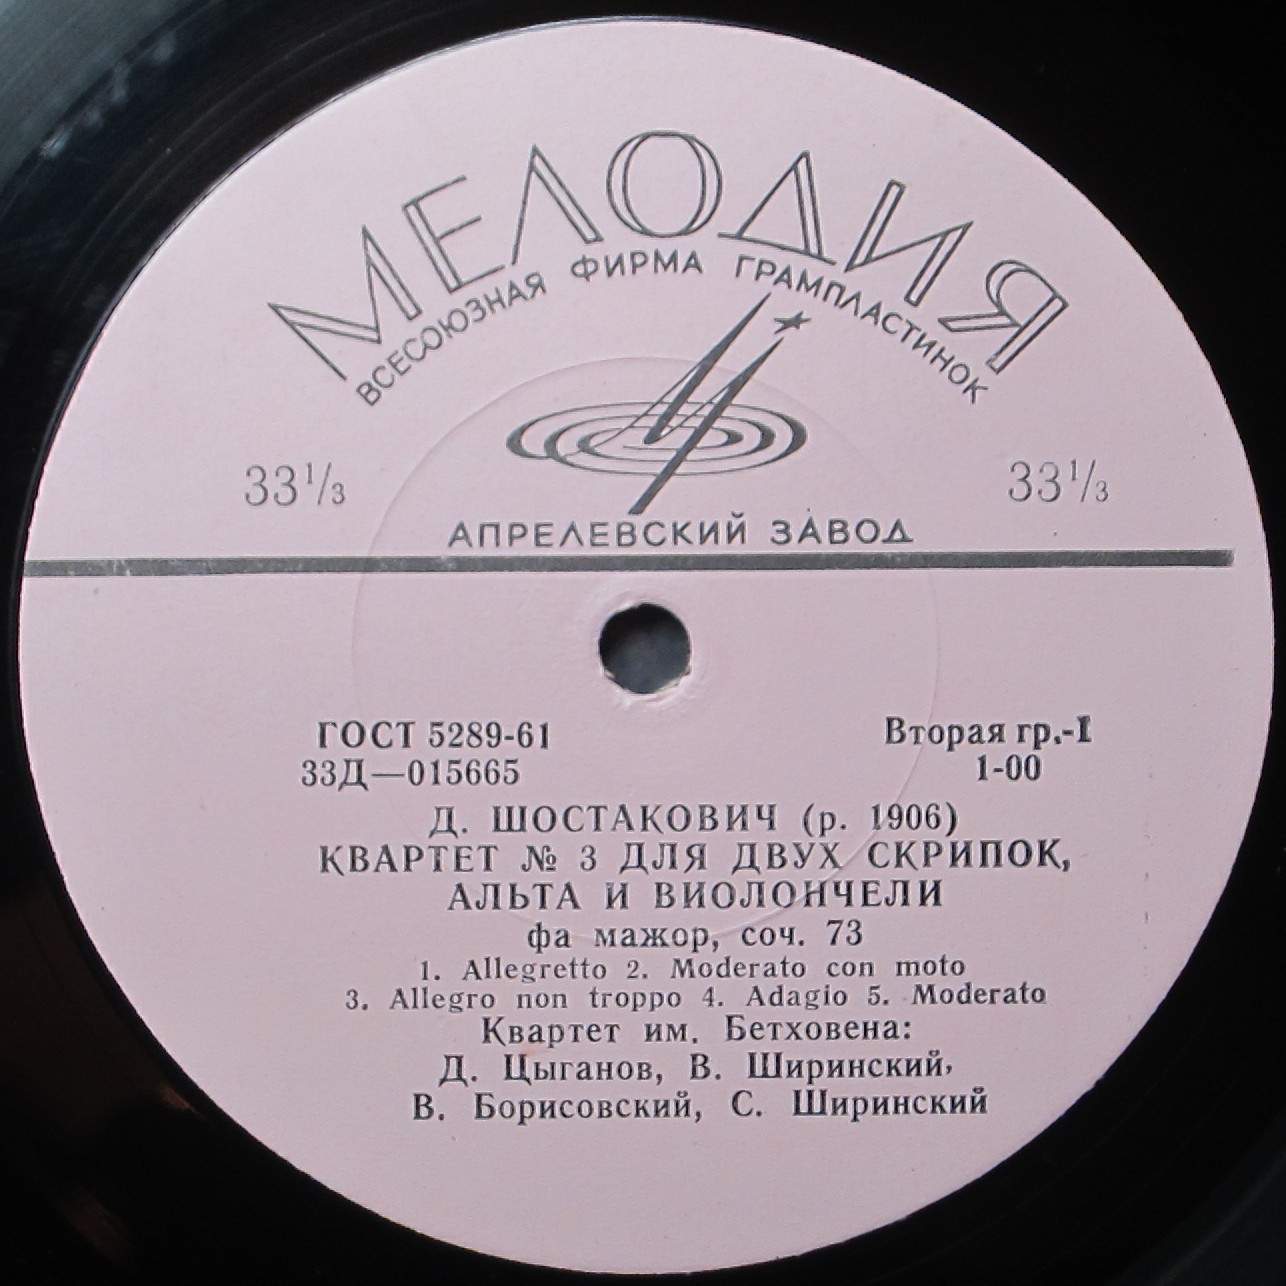 МЕЛОДИЯ
ВСЕСОЮЗНАЯ ФИРМА ГРАМПЛАСТИНОК
33⅓ 33⅓
АПРЕЛЕВСКИЙ ЗАВОД
ГОСТ 5289-61 Вторая гр.-1
33Д—015665 1-00
Д. ШОСТАКОВИЧ (р. 1906)
КВАРТЕТ № 3 ДЛЯ ДВУХ СКРИПОК,
АЛЬТА И ВИОЛОНЧЕЛИ
фа мажор, соч. 73
1. Allegretto 2. Moderato con moto
3. Allegro non troppo 4. Adagio 5. Moderato
Квартет им. Бетховена:
Д. Цыганов, В. Ширинский,
В. Борисовский, С. Ширинский